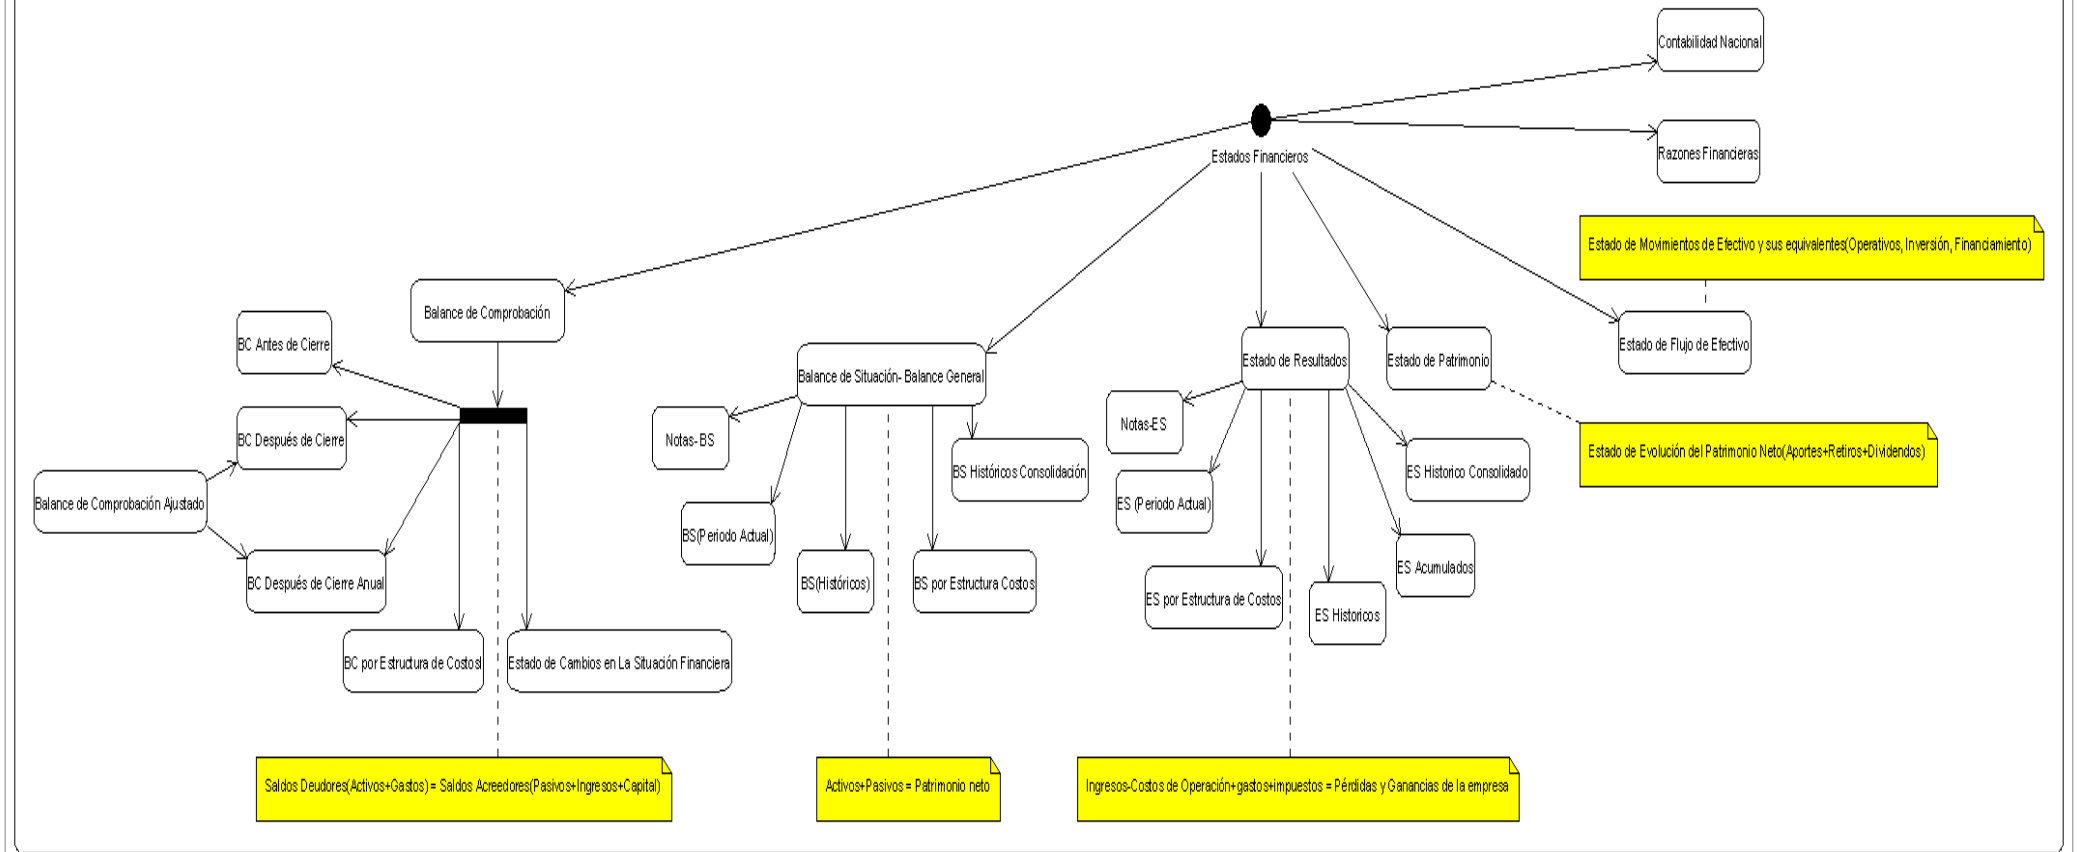 Contabilidad Nacional
Razones Financieras
Estados Financieros
Estado de Movimientos de Efectivo y sus equivalentes(Operativos, Inversión, Financiamiento)
Balance de Comprobación
BC Antes de Cierre
Estado de Flujo de Efectivo
Balance de Situación- Balance General
Estado de Resultados
Estado de Patrimonio
BC Después de Cierre
Notas- BS
Notas-ES
BS Históricos Consolidación
ES Historico Consolidado
Estado de Evolución del Patrimonio Neto(Aportes+Retiros+Dividendos)
Balance de Comprobación Ajustado
BS(Periodo Actual)
ES (Periodo Actual)
BC Después de Cierre Anual
BS(Históricos)
BS por Estructura Costos
ES por Estructura de Costos
ES Acumulados
ES Historicos
BC por Estructura de Costosl
Estado de Cambios en La Situación Financiera
Saldos Deudores(Activos+Gastos) = Saldos Acreedores(Pasivos+Ingresos+Capital)
Activos+Pasivos = Patrimonio neto
Ingresos-Costos de Operación+gastos+impuestos = Pérdidas y Ganancias de la empresa